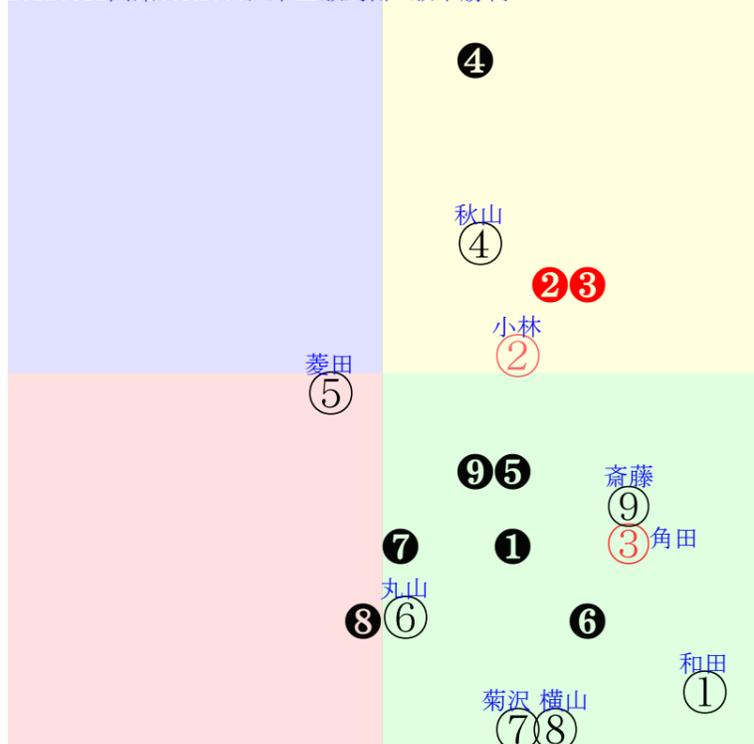 ❹
秋山
④
❷❸
小林
②
菱田
⑤
❾❺
斎藤
⑨
❼ ❶ ③角田
丸山
❽⑥ ❻
和田
①
菊沢 横山
⑦⑧